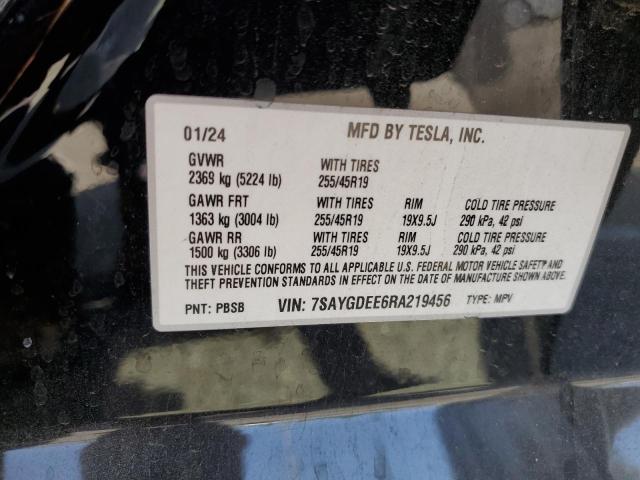 01/24 MFD BY TESLA, INC.
GVWR WITH TIRES
2369 kg (5224 lb) 255/45R19
GAWR FRT WITH TIRES RIM COLD TIRE PRESSURE
1363 kg (3004 lb) 255/45R19 19X9.5J 290 kPa, 42 psi
GAWR RR WITH TIRES RIM COLD TIRE PRESSURE
1500 kg (3306 lb) 255/45R19 19X9.5J 290 kPa, 42 psi
THIS VEHICLE CONFORMS TO ALL APPLICABLE U.S. FEDERAL MOTOR VEHICLE SAFETY AND
THEFT PREVENTION STANDARDS IN EFFECT ON THE DATE OF MANUFACTURE SHOWN ABOVE.
PNT: PBSB VIN: 7SAYGDEE6RA219456 TYPE: MPV